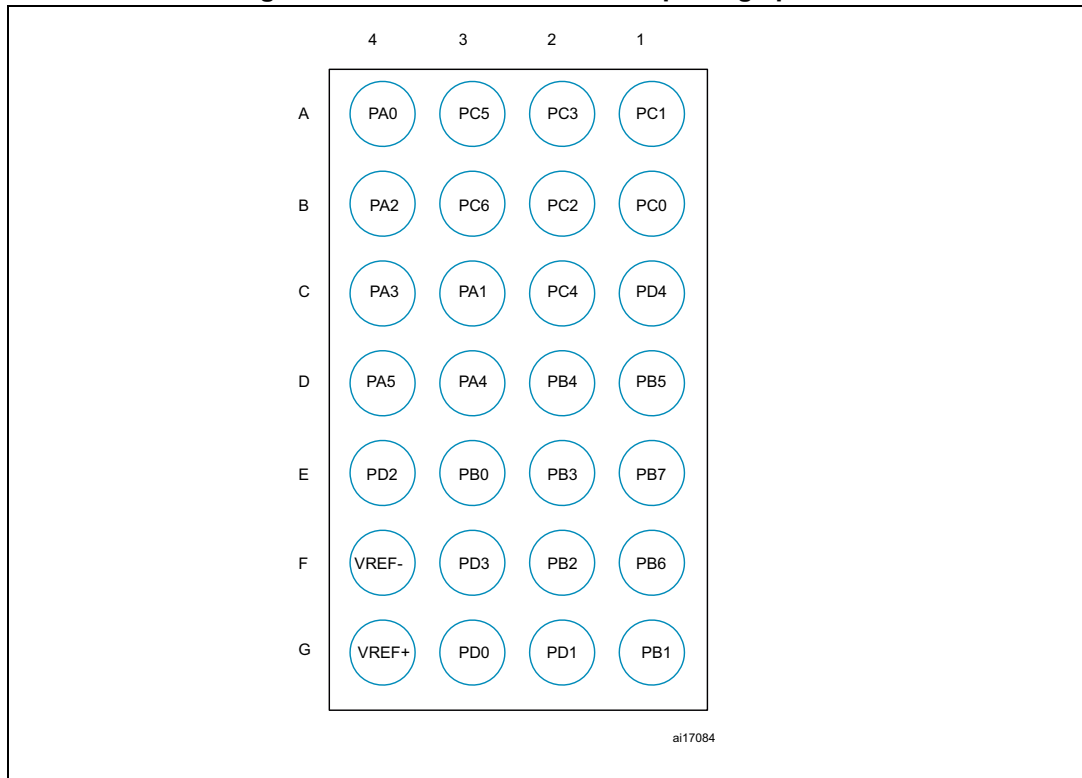 4 3 2 1
A PA0 PC5 PC3 PC1
B PA2 PC6 PC2 PC0
C PA3 PA1 PC4 PD4
D PA5 PA4 PB4 PB5
E PD2 PB0 PB3 PB7
F VREF- PD3 PB2 PB6
G VREF+ PD0 PD1 PB1
ai17084